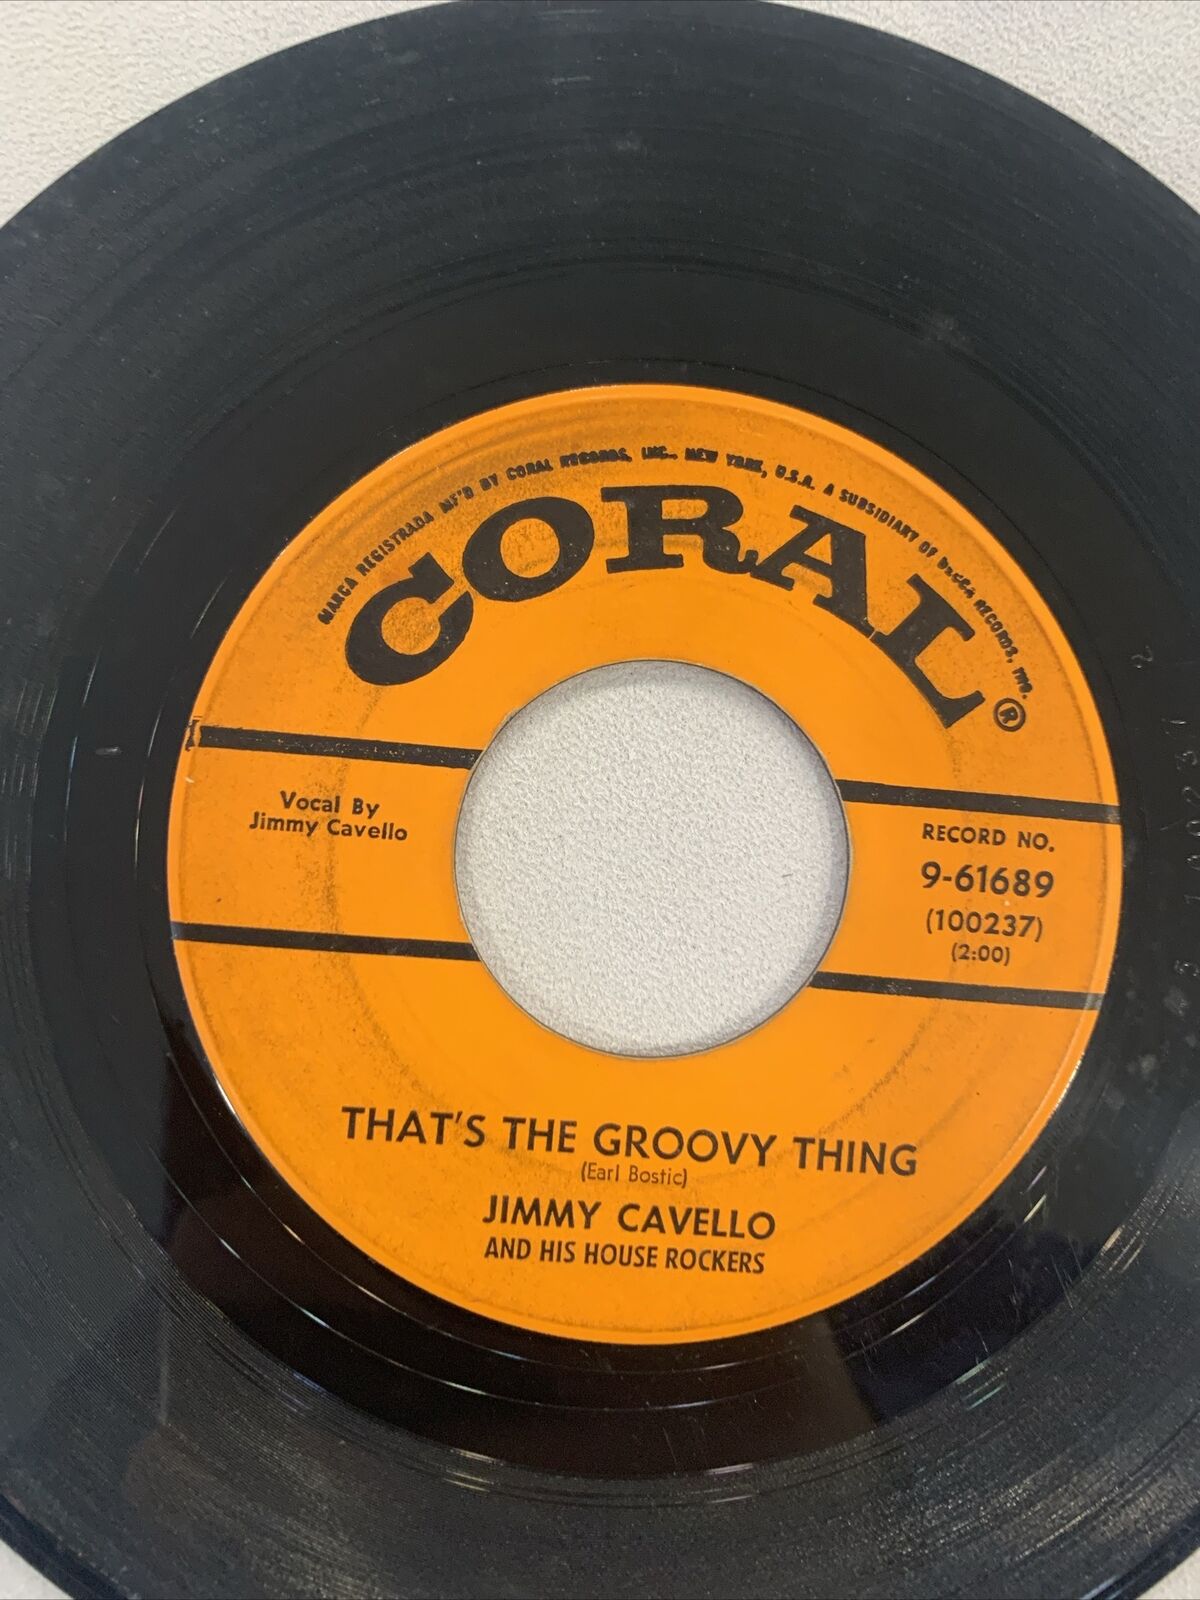 MARCA REGISTRADA MF'D BY CORAL RECORDS, INC., NEW YORK, U.S.A. A SUBSIDIARY OF DECCA RECORDS, INC.
CORAL®
Vocal By
Jimmy Cavello
RECORD NO.
9-61689
(100237)
(2:00)
THAT'S THE GROOVY THING
(Earl Bostic)
JIMMY CAVELLO
AND HIS HOUSE ROCKERS